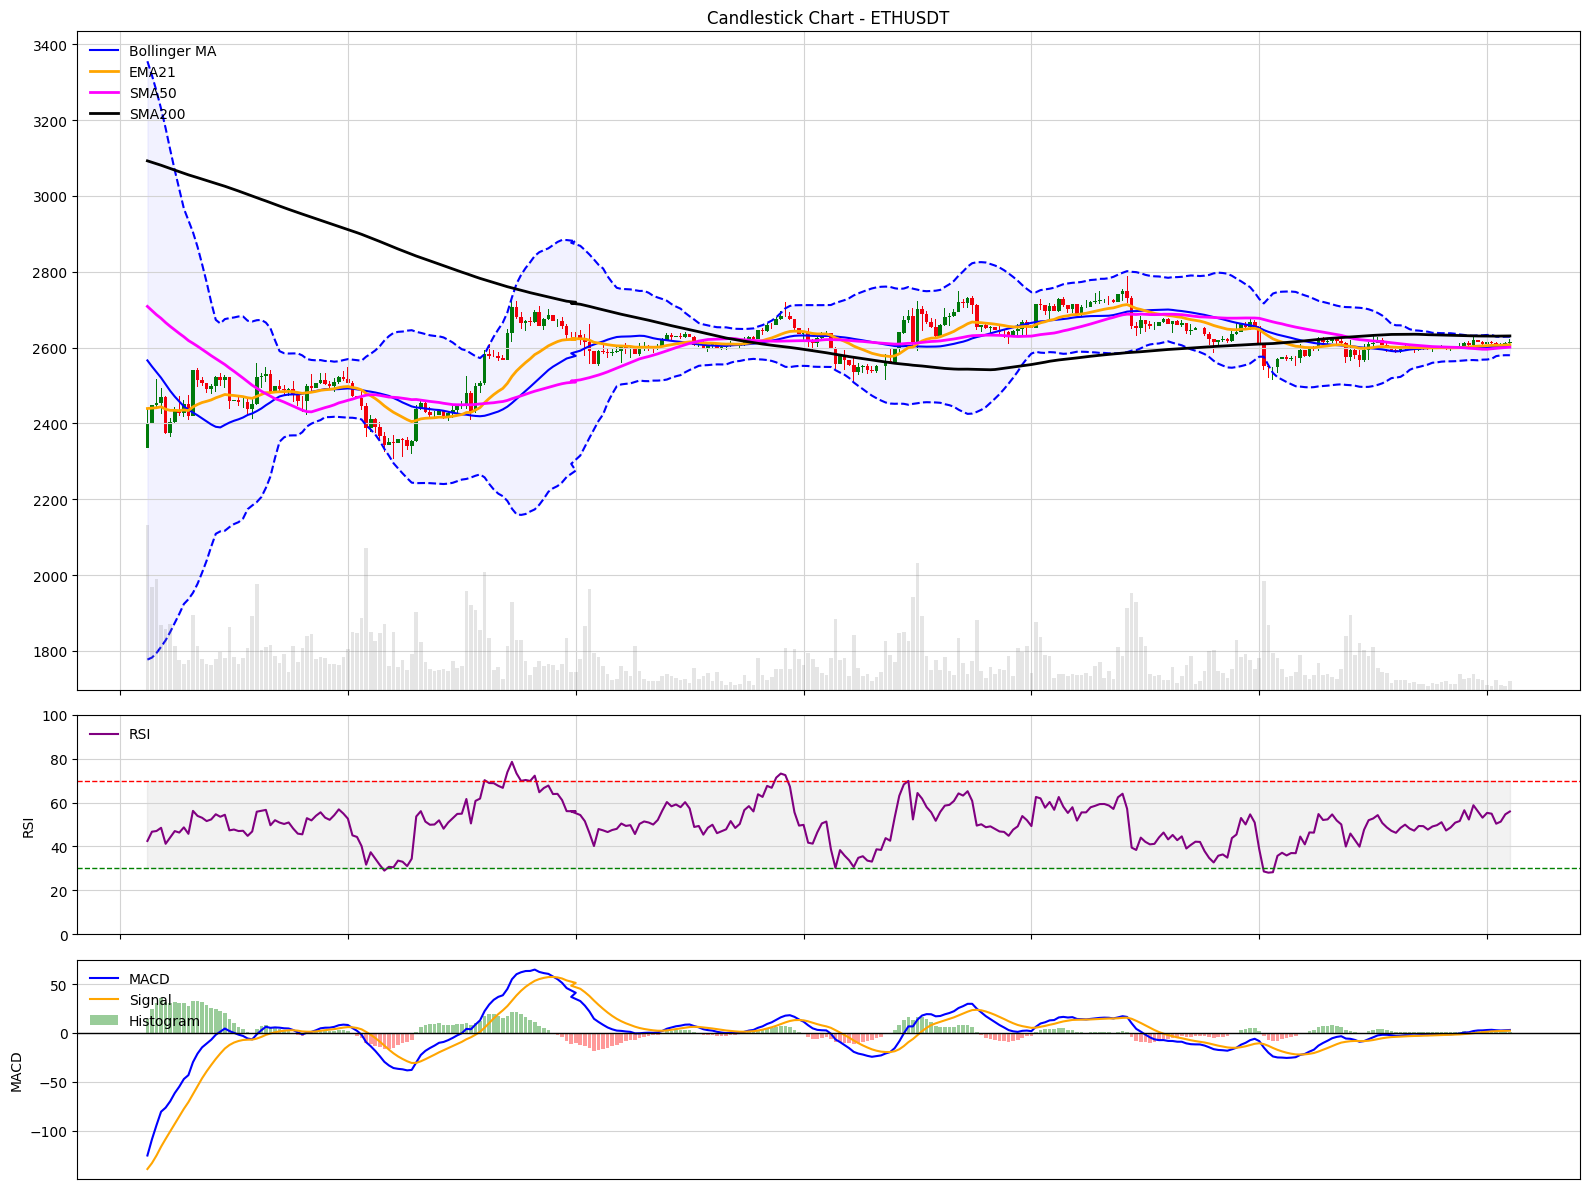 Candlestick Chart - ETHUSDT
Bollinger MA
EMA21
SMA50
SMA200
3400
3200
3000
2800
2600
2400
2200
2000
1800
RSI
RSI
100
80
60
40
20
0
MACD
Signal
Histogram
MACD
50
0
−50
−100